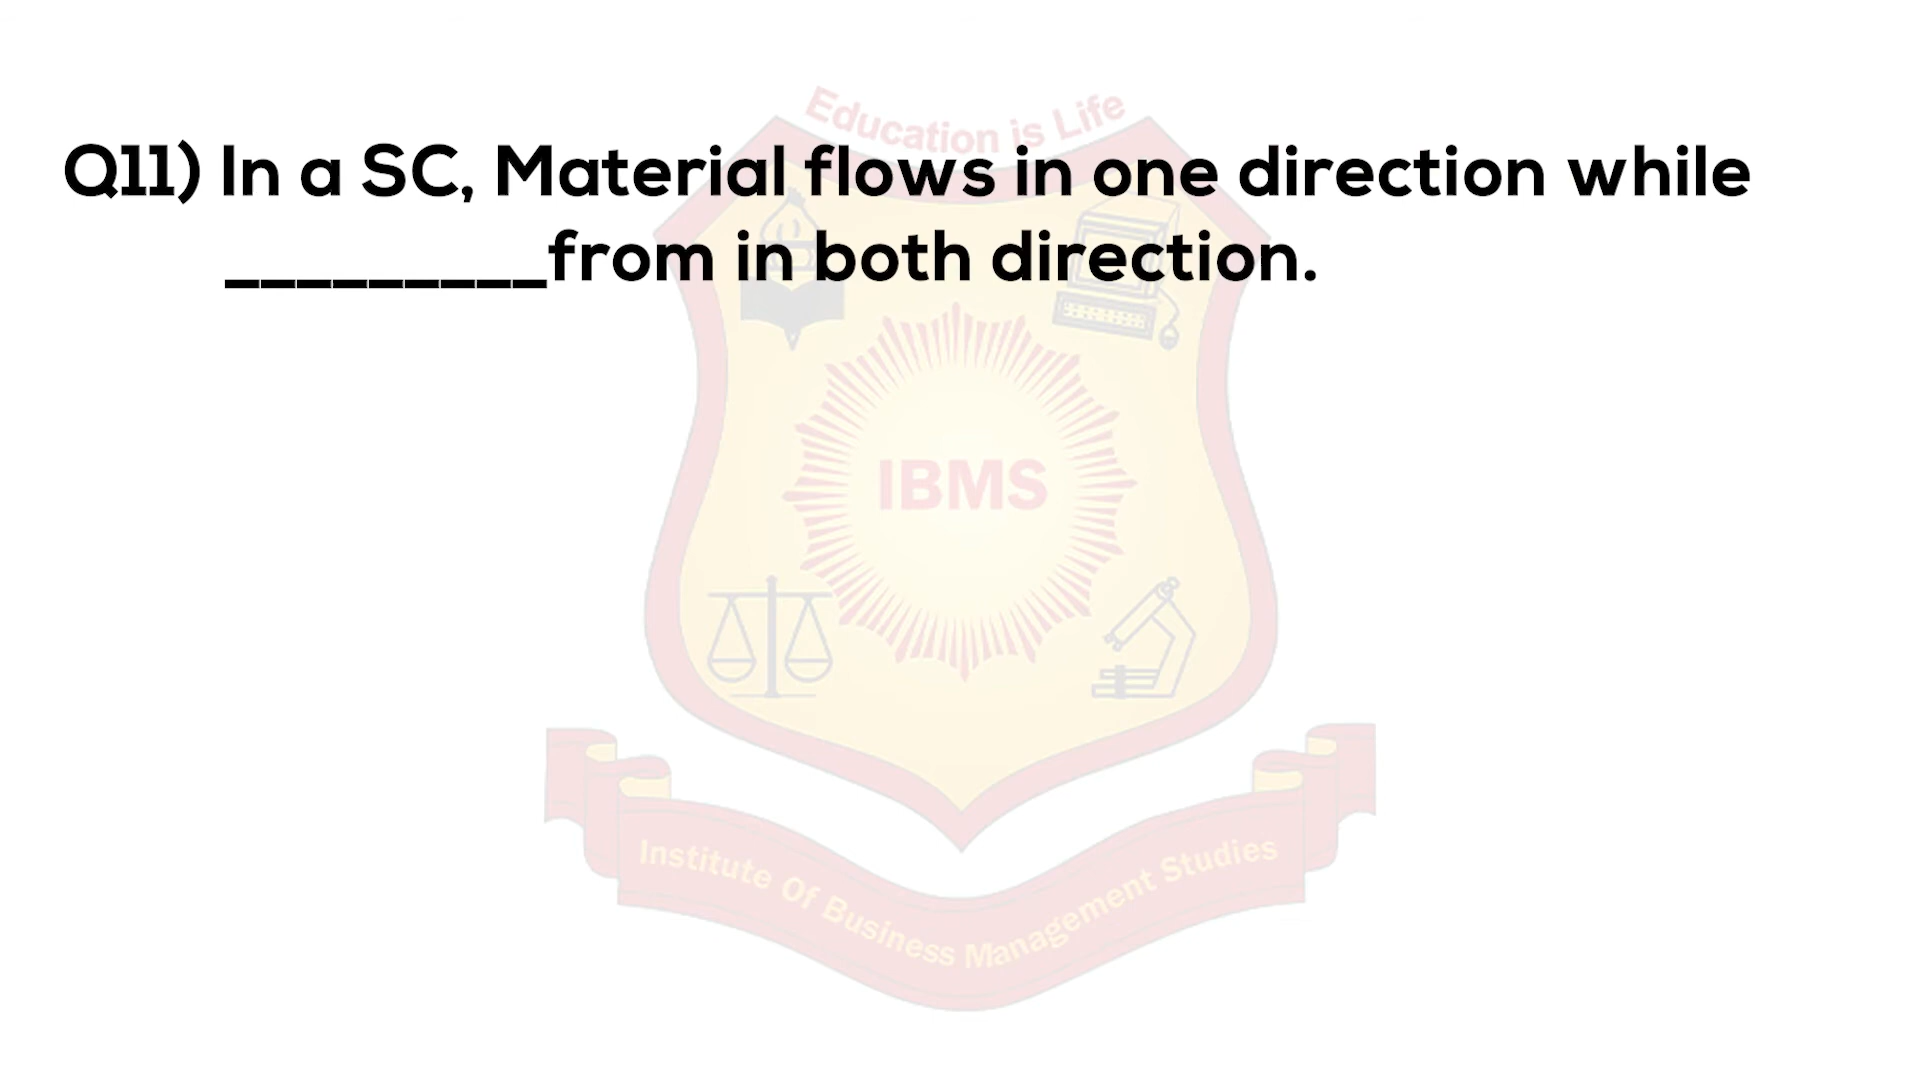 Education is Life
Q11) In a SC, Material flows in one direction while
_________from in both direction.
IBMS
Institute Of Business Management Studies